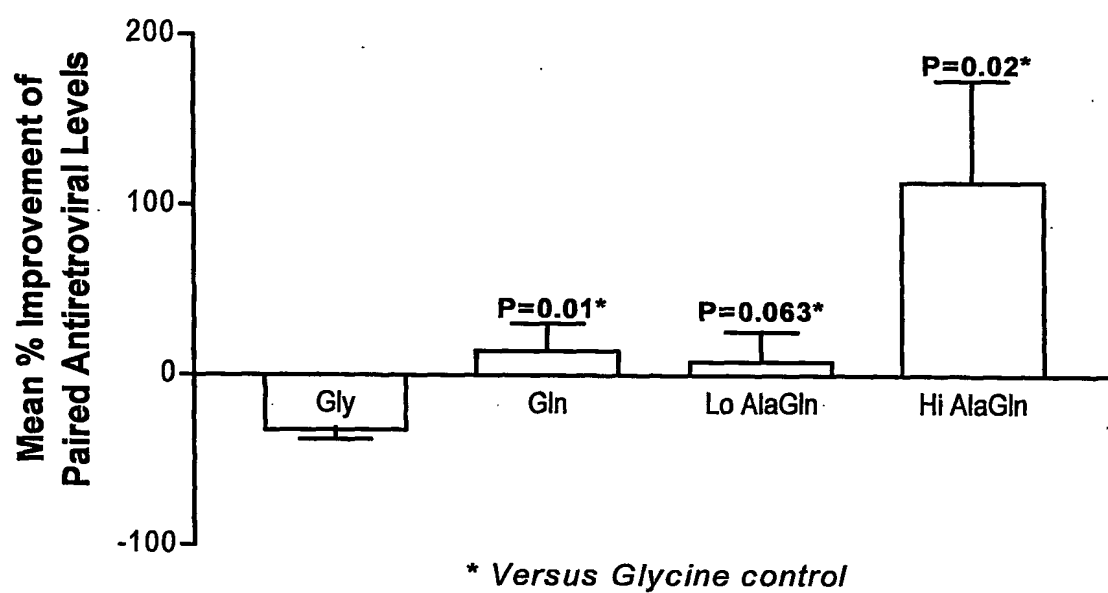 Mean % Improvement of
Paired Antiretroviral Levels
200
100
0
-100
P=0.01*
P=0.063*
P=0.02*
Gly
Gln
Lo AlaGln
Hi AlaGln
* Versus Glycine control